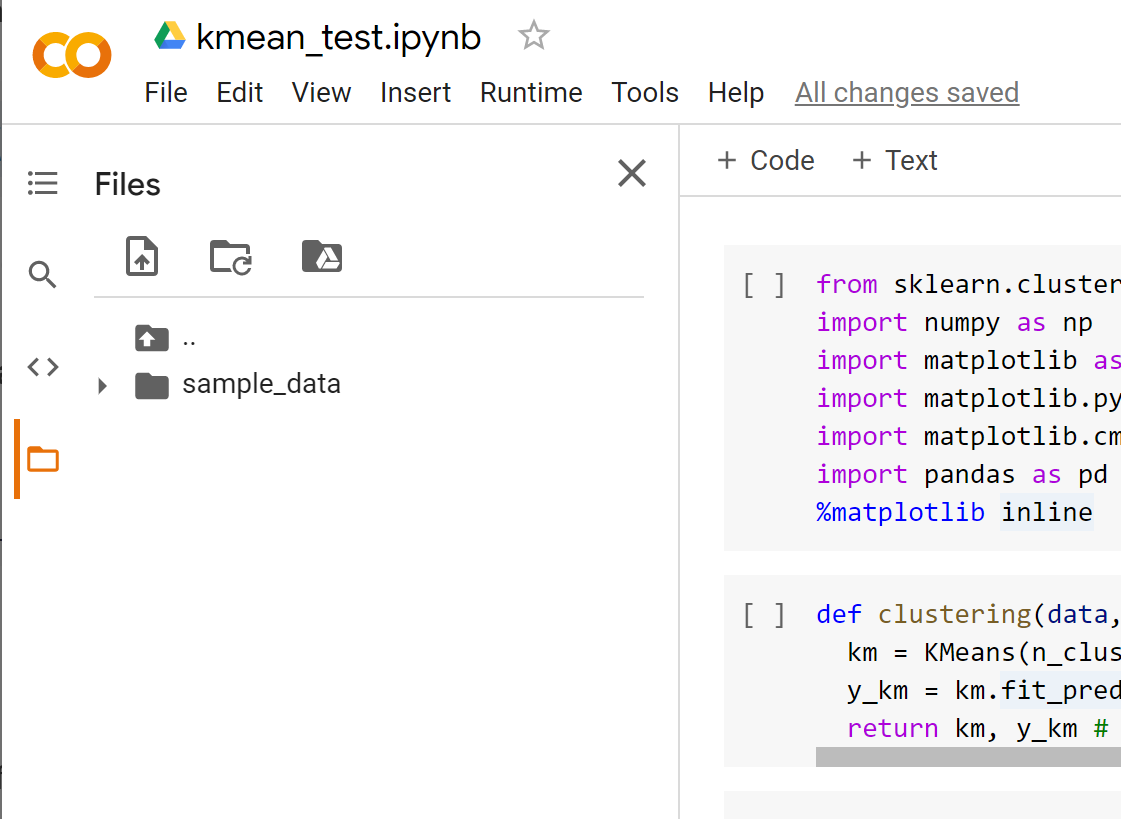 kmean_test.ipynb
File Edit View Insert Runtime Tools Help All changes saved
Files
+ Code + Text
..
sample_data
[ ] from sklearn.cluster
import numpy as np
import matplotlib as
import matplotlib.py
import matplotlib.cm
import pandas as pd
%matplotlib inline
[ ] def clustering(data,
km = KMeans(n_clus
y_km = km.fit_pred
return km, y_km #